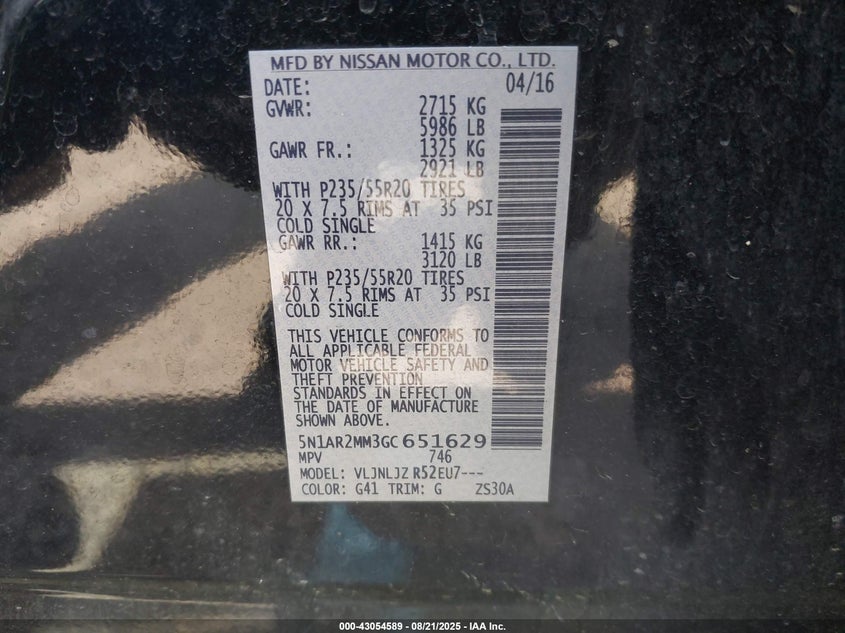 MFD BY NISSAN MOTOR CO., LTD.
DATE: 04/16
GVWR: 2715 KG
5986 LB
GAWR FR.: 1325 KG
2921 LB
WITH P235/55R20 TIRES
20 X 7.5 RIMS AT 35 PSI
COLD SINGLE
GAWR RR.: 1415 KG
3120 LB
WITH P235/55R20 TIRES
20 X 7.5 RIMS AT 35 PSI
COLD SINGLE
THIS VEHICLE CONFORMS TO
ALL APPLICABLE FEDERAL
MOTOR VEHICLE SAFETY AND
THEFT PREVENTION
STANDARDS IN EFFECT ON
THE DATE OF MANUFACTURE
SHOWN ABOVE.
5N1AR2MM3GC651629
MPV 746
MODEL: VLJNLJZ R52EU7---
COLOR: G41 TRIM: G ZS30A
000-43054589 - 08/21/2025 - IAA Inc.